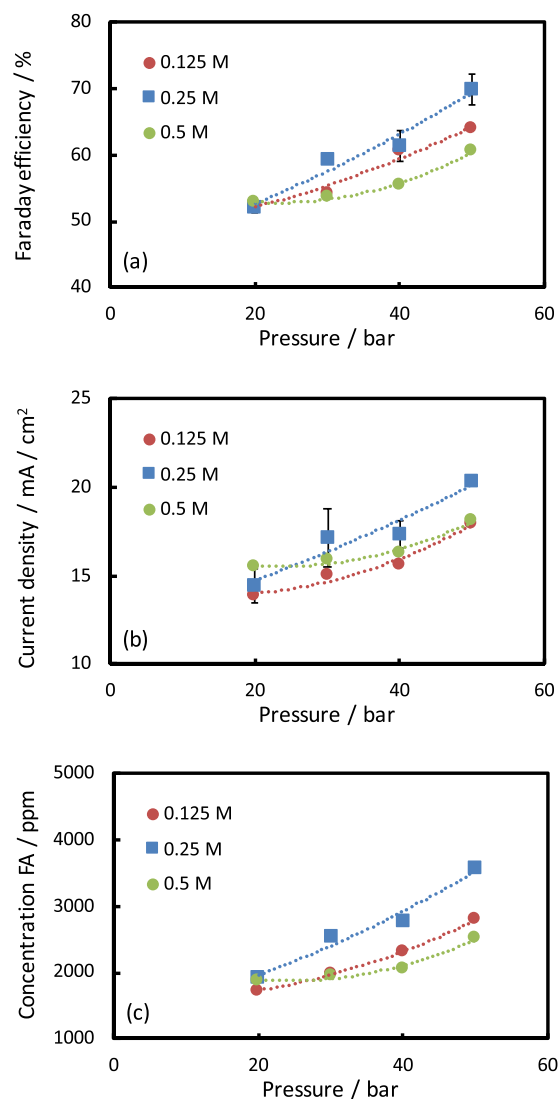 Faraday efficiency / %
80
70
60
50
40
0.125 M
0.25 M
0.5 M
(a)
0 20 40 60
Pressure / bar
Current density / mA / cm²
25
20
15
10
0.125 M
0.25 M
0.5 M
(b)
0 20 40 60
Pressure / bar
Concentration FA / ppm
5000
4000
3000
2000
1000
0.125 M
0.25 M
0.5 M
(c)
0 20 40 60
Pressure / bar